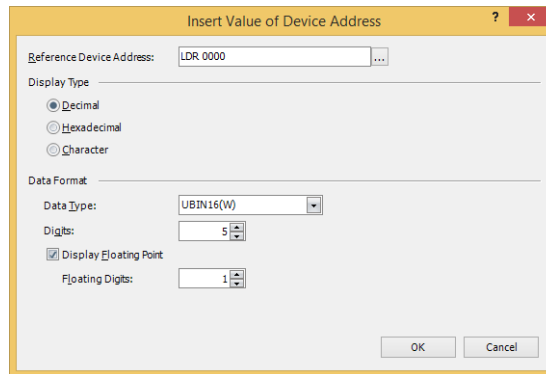 Insert Value of Device Address
? ×
Reference Device Address: LDR 0000 ...
Display Type
Decimal
Hexadecimal
Character
Data Format
Data Type: UBIN16(W)
Digits: 5
Display Floating Point
Floating Digits: 1
OK Cancel